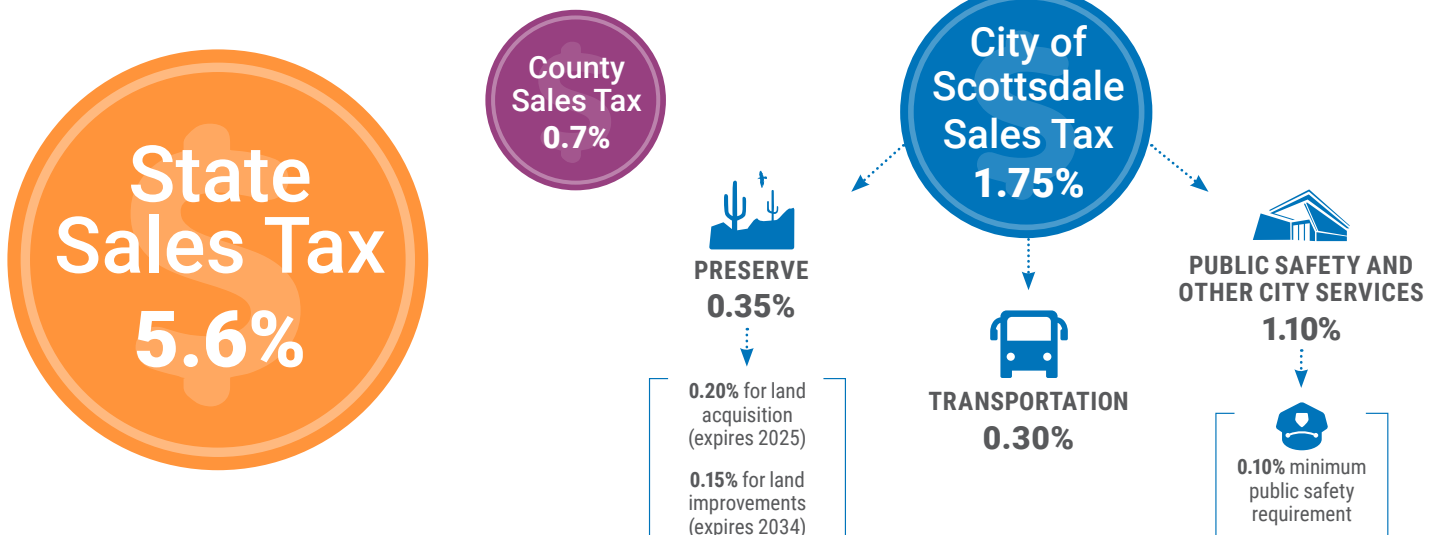 State
Sales Tax
5.6%
County
Sales Tax
0.7%
City of
Scottsdale
Sales Tax
1.75%
PRESERVE
0.35%
0.20% for land
acquisition
(expires 2025)
0.15% for land
improvements
(expires 2034)
TRANSPORTATION
0.30%
PUBLIC SAFETY AND
OTHER CITY SERVICES
1.10%
0.10% minimum
public safety
requirement